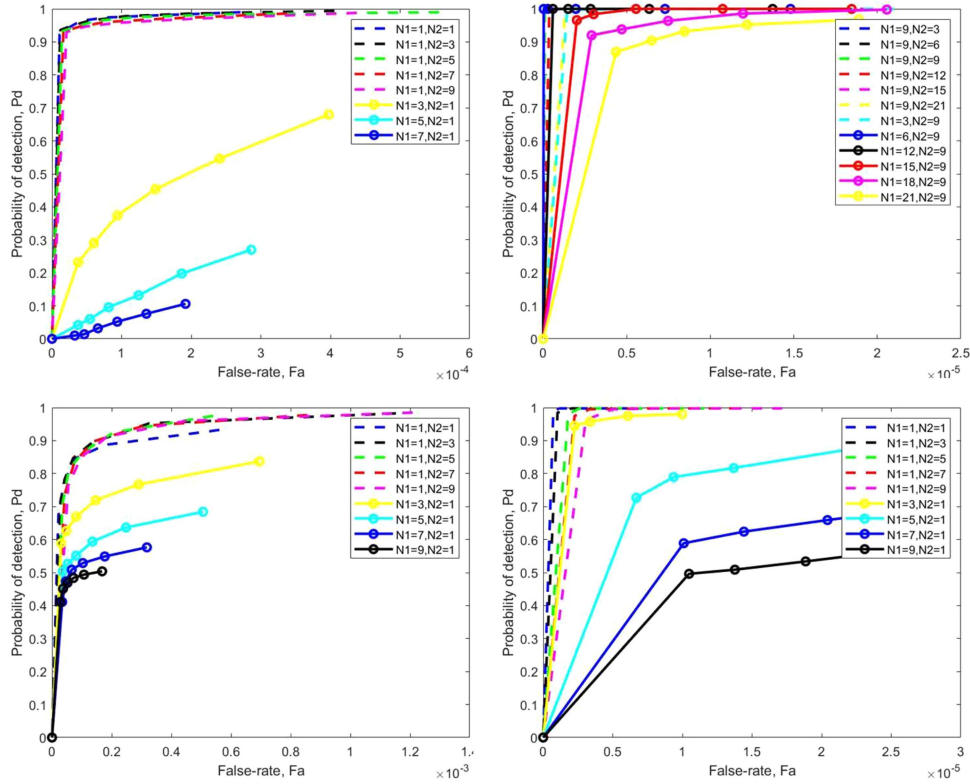 1
0.9
0.8
0.7
0.6
0.5
0.4
0.3
0.2
0.1
0
Probability of detection, Pd
N1=1,N2=1
N1=1,N2=3
N1=1,N2=5
N1=1,N2=7
N1=1,N2=9
N1=3,N2=1
N1=5,N2=1
N1=7,N2=1
0 1 2 3 4 5 6
False-rate, Fa
×10⁻⁴
1
0.9
0.8
0.7
0.6
0.5
0.4
0.3
0.2
0.1
0
Probability of detection, Pd
N1=9,N2=3
N1=9,N2=6
N1=9,N2=9
N1=9,N2=12
N1=9,N2=15
N1=9,N2=21
N1=3,N2=9
N1=6,N2=9
N1=12,N2=9
N1=15,N2=9
N1=18,N2=9
N1=21,N2=9
0 0.5 1 1.5 2 2.5
False-rate, Fa
×10⁻⁵
1
0.9
0.8
0.7
0.6
0.5
0.4
0.3
0.2
0.1
0
Probability of detection, Pd
N1=1,N2=1
N1=1,N2=3
N1=1,N2=5
N1=1,N2=7
N1=1,N2=9
N1=3,N2=1
N1=5,N2=1
N1=7,N2=1
N1=9,N2=1
0 0.2 0.4 0.6 0.8 1 1.2
False-rate, Fa
×10⁻³
1
0.9
0.8
0.7
0.6
0.5
0.4
0.3
0.2
0.1
0
Probability of detection, Pd
N1=1,N2=1
N1=1,N2=3
N1=1,N2=5
N1=1,N2=7
N1=1,N2=9
N1=3,N2=1
N1=5,N2=1
N1=7,N2=1
N1=9,N2=1
0 1 2 3
False-rate, Fa
×10⁻⁵